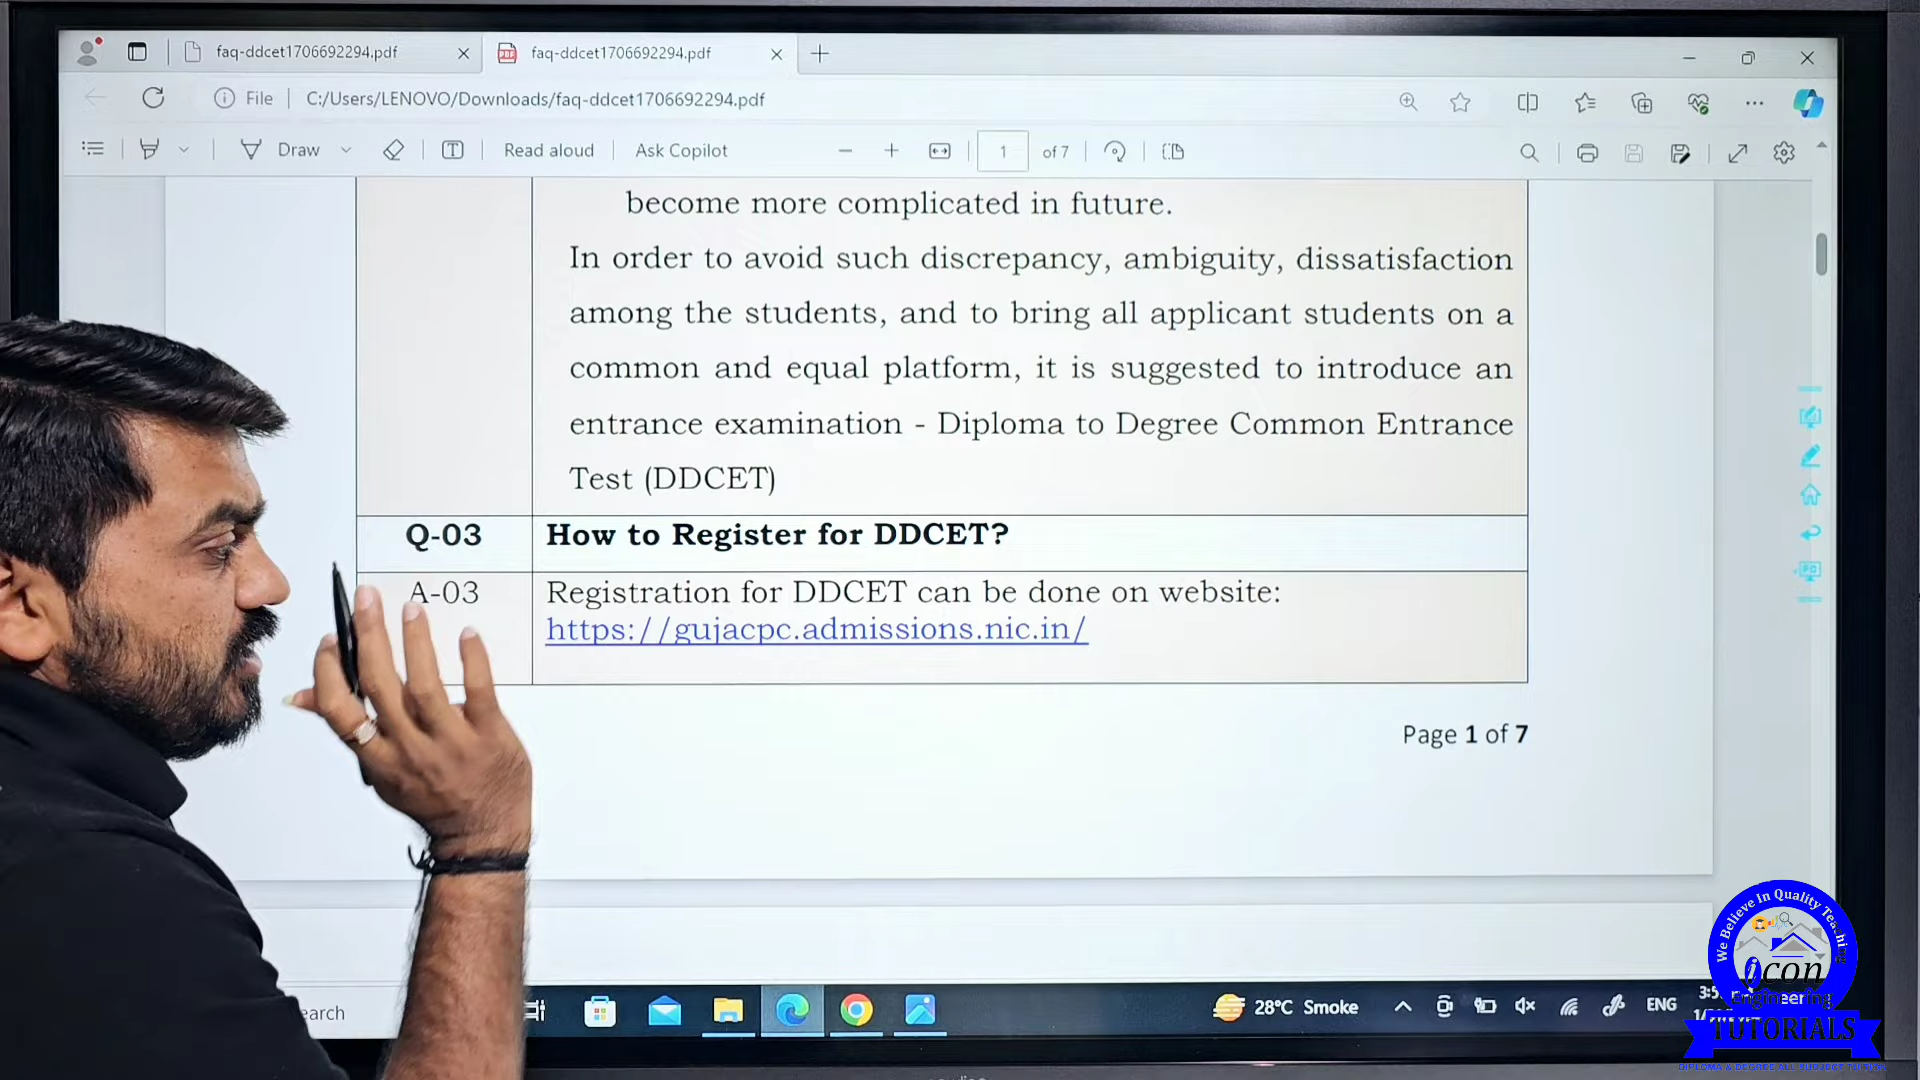 faq-ddcet1706692294.pdf
faq-ddcet1706692294.pdf
File
C:/Users/LENOVO/Downloads/faq-ddcet1706692294.pdf
Draw
Read aloud
Ask Copilot
1
of 7
become more complicated in future.
In order to avoid such discrepancy, ambiguity, dissatisfaction
among the students, and to bring all applicant students on a
common and equal platform, it is suggested to introduce an
entrance examination - Diploma to Degree Common Entrance
Test (DDCET)
Q-03 How to Register for DDCET?
A-03 Registration for DDCET can be done on website:
https://gujacpc.admissions.nic.in/
Page 1 of 7
We Believe In Quality
icon
Engineering
TUTORIALS
earch
28°C Smoke
ENG